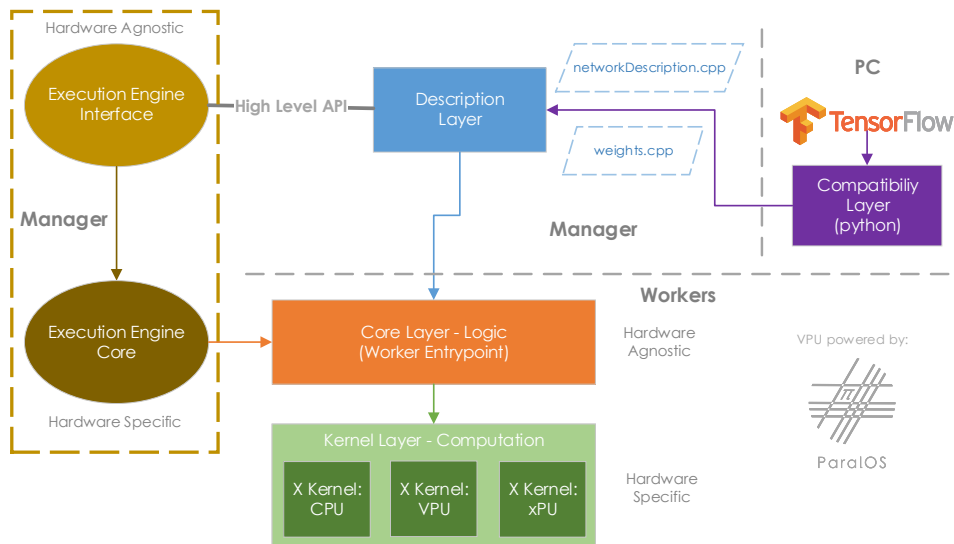 Hardware Agnostic
Execution Engine
Interface
High Level API
Description
Layer
networkDescription.cpp
weights.cpp
PC
TensorFlow
Compatibiliy
Layer
(python)
Manager
Manager
Execution Engine
Core
Hardware Specific
Workers
Core Layer - Logic
(Worker Entrypoint)
Hardware
Agnostic
Kernel Layer - Computation
X Kernel:
CPU
X Kernel:
VPU
X Kernel:
xPU
Hardware
Specific
VPU powered by:
π
ParalOS